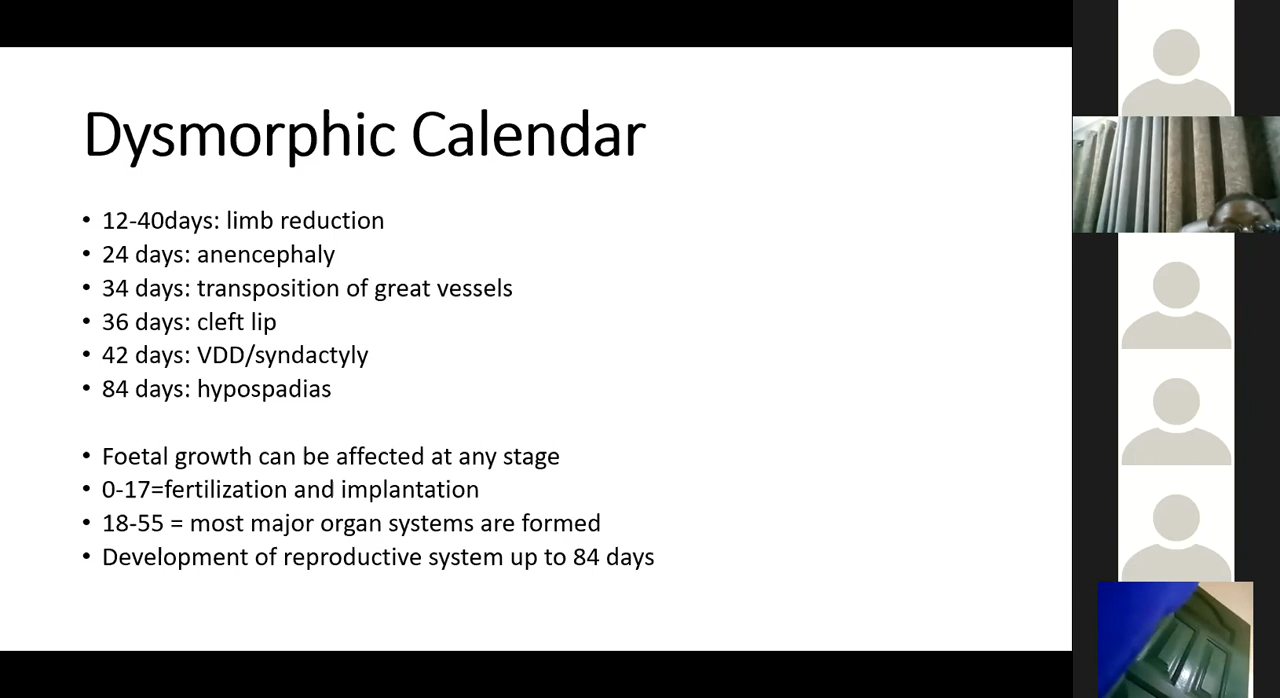 Dysmorphic Calendar
• 12-40days: limb reduction
• 24 days: anencephaly
• 34 days: transposition of great vessels
• 36 days: cleft lip
• 42 days: VDD/syndactyly
• 84 days: hypospadias
• Foetal growth can be affected at any stage
• 0-17=fertilization and implantation
• 18-55 = most major organ systems are formed
• Development of reproductive system up to 84 days